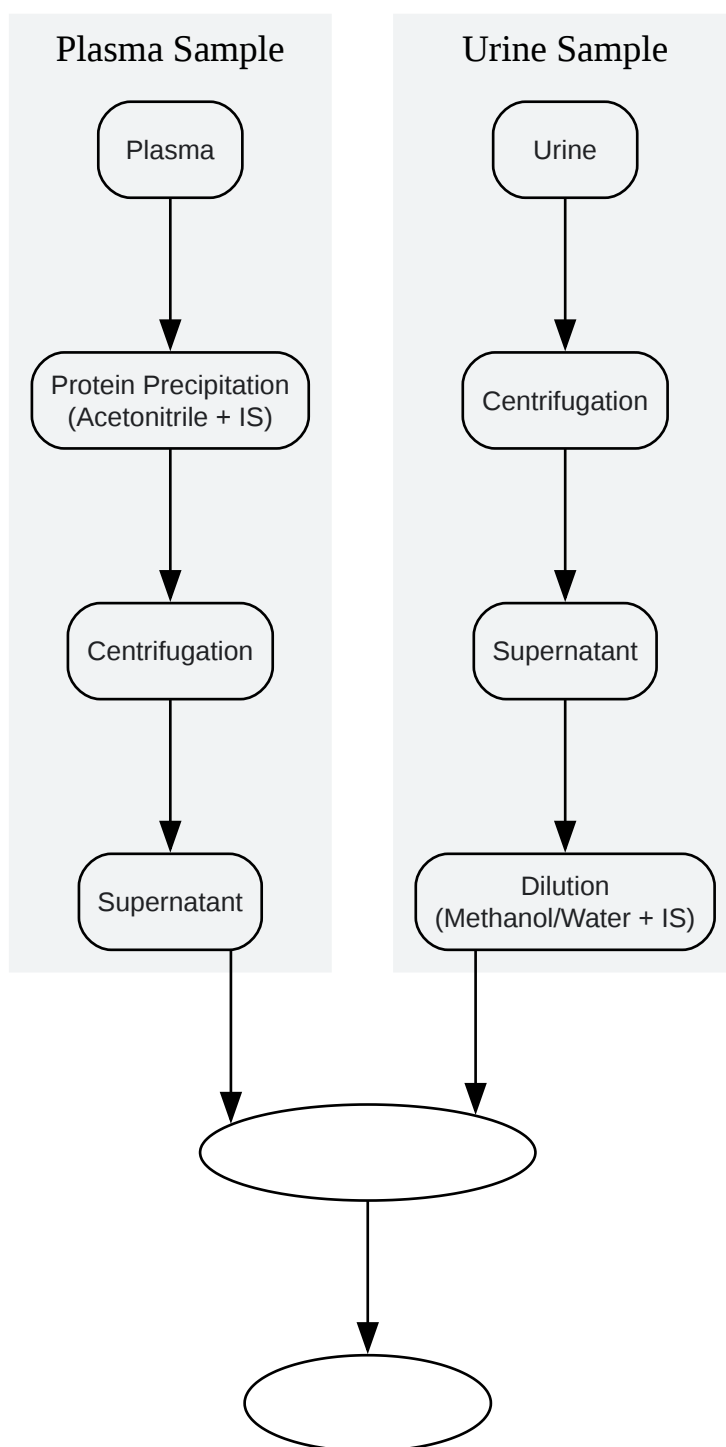 Plasma Sample
Plasma
Protein Precipitation
(Acetonitrile + IS)
Centrifugation
Supernatant
Urine Sample
Urine
Centrifugation
Supernatant
Dilution
(Methanol/Water + IS)